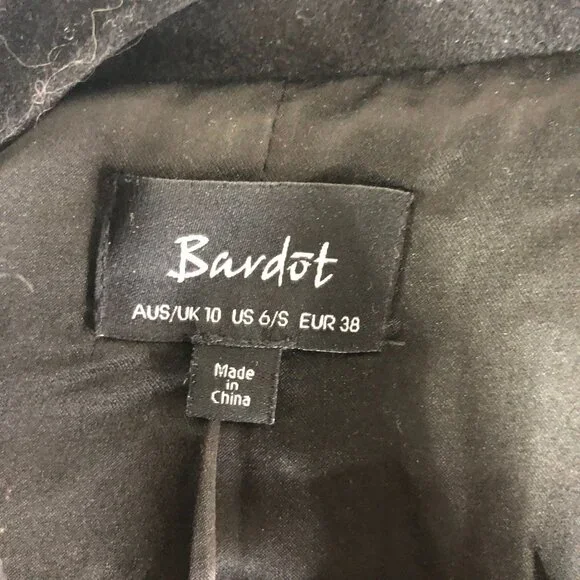 Bardōt
AUS/UK 10 US 6/S EUR 38
Made
in
China